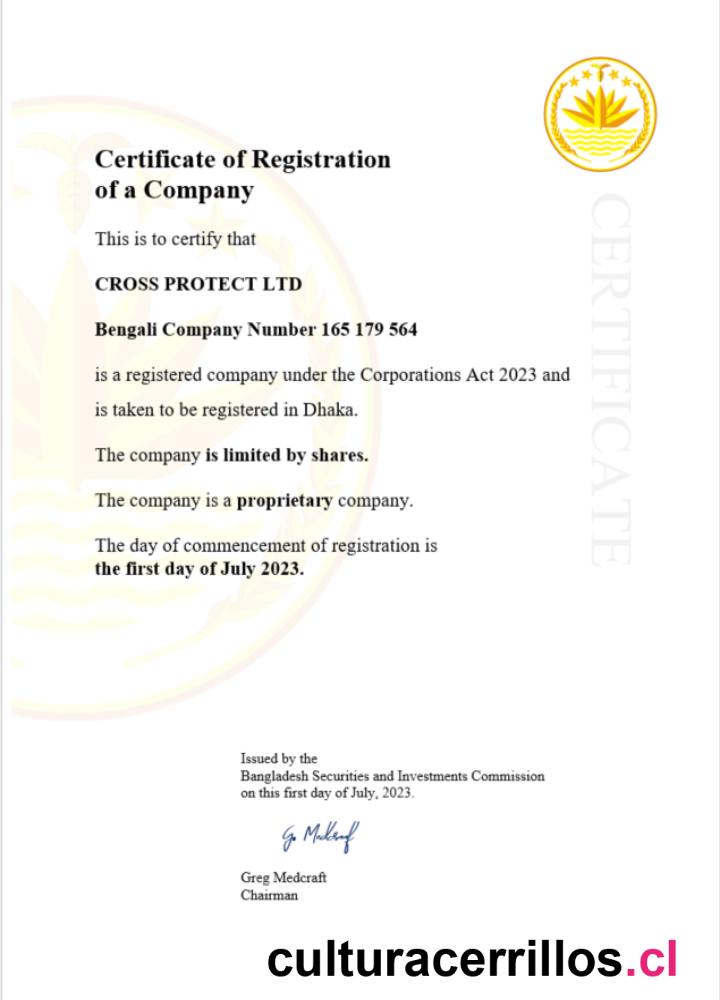 Certificate of Registration
of a Company
This is to certify that
CROSS PROTECT LTD
Bengali Company Number 165 179 564
is a registered company under the Corporations Act 2023 and
is taken to be registered in Dhaka.
The company is limited by shares.
The company is a proprietary company.
The day of commencement of registration is
the first day of July 2023.
CERTIFICATE
Issued by the
Bangladesh Securities and Investments Commission
on this first day of July, 2023.
G. Medcraft
Greg Medcraft
Chairman
culturacerrillos.cl